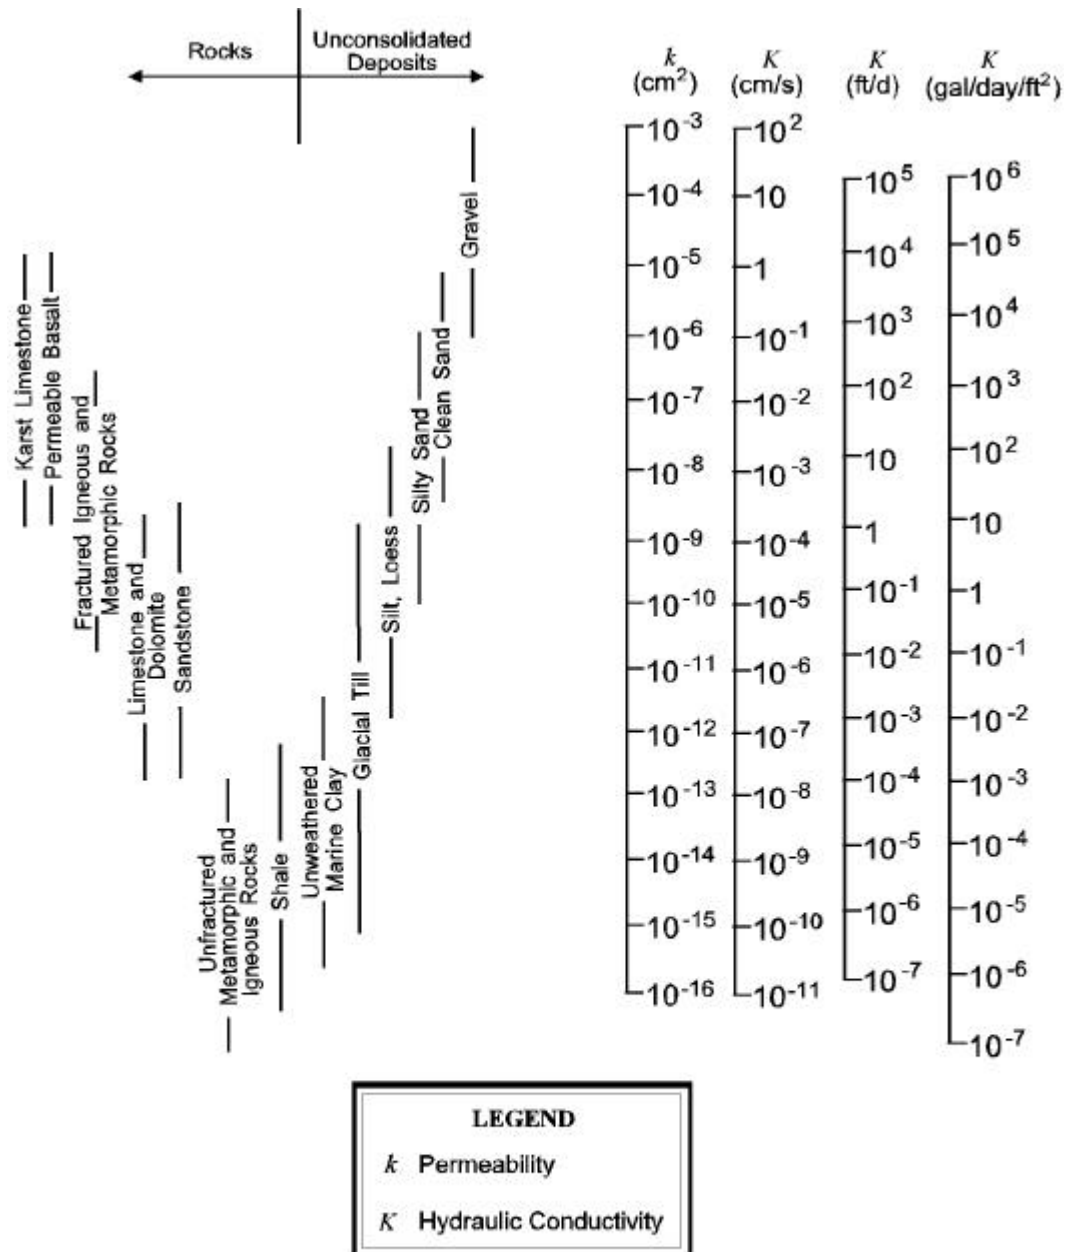 Rocks
Unconsolidated
Deposits
k
(cm²)
K
(cm/s)
K
(ft/d)
K
(gal/day/ft²)
Karst Limestone
Permeable Basalt
Fractured Igneous and
Metamorphic Rocks
Limestone and
Dolomite
Sandstone
Unfractured
Metamorphic and
Igneous Rocks
Shale
Unweathered
Marine Clay
Glacial Till
Silt, Loess
Silty Sand
Clean Sand
Gravel
10⁻³
10⁻⁴
10⁻⁵
10⁻⁶
10⁻⁷
10⁻⁸
10⁻⁹
10⁻¹⁰
10⁻¹¹
10⁻¹²
10⁻¹³
10⁻¹⁴
10⁻¹⁵
10⁻¹⁶
10²
10
1
10⁻¹
10⁻²
10⁻³
10⁻⁴
10⁻⁵
10⁻⁶
10⁻⁷
10⁻⁸
10⁻⁹
10⁻¹⁰
10⁻¹¹
10⁵
10⁴
10³
10²
10
1
10⁻¹
10⁻²
10⁻³
10⁻⁴
10⁻⁵
10⁻⁶
10⁻⁷
10⁶
10⁵
10⁴
10³
10²
10
1
10⁻¹
10⁻²
10⁻³
10⁻⁴
10⁻⁵
10⁻⁶
10⁻⁷
LEGEND
k Permeability
K Hydraulic Conductivity